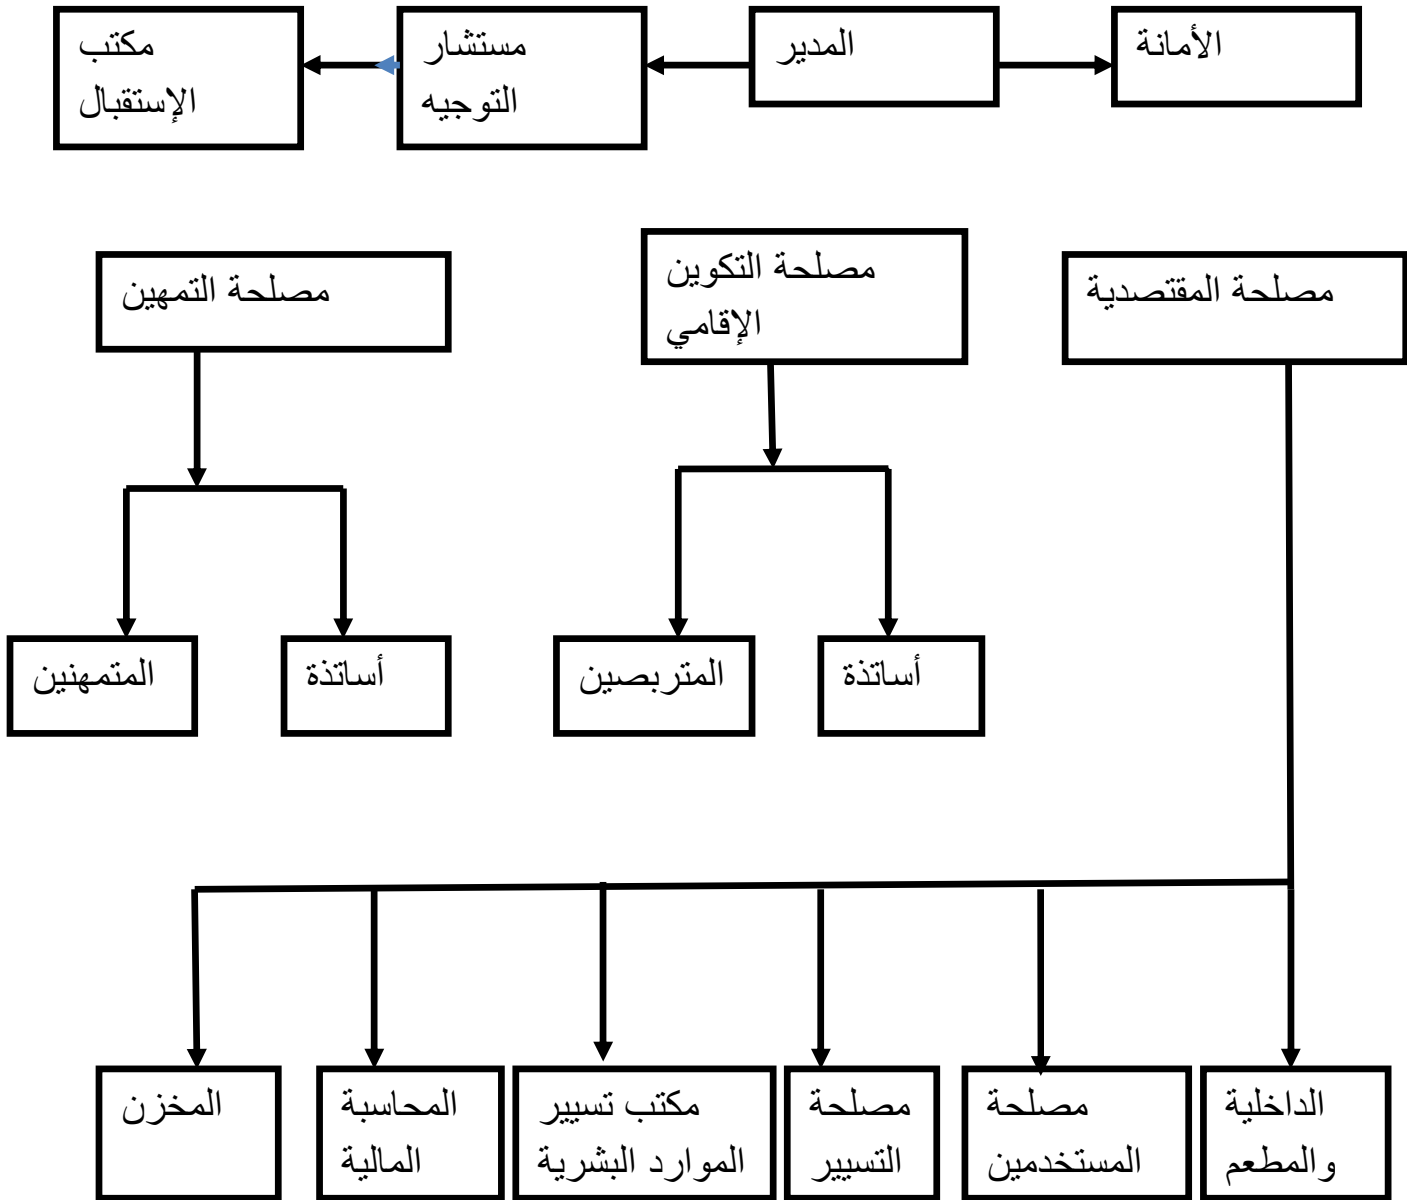 الأمانة
المدير
مستشار
التوجيه
مكتب
الإستقبال
مصلحة المقتصدية
مصلحة التكوين
الإقامي
مصلحة التمهين
أساتذة
المتربصين
أساتذة
المتمهنين
الداخلية
والمطعم
مصلحة
المستخدمين
مصلحة
التسيير
مكتب تسيير
الموارد البشرية
المحاسبة
المالية
المخزن